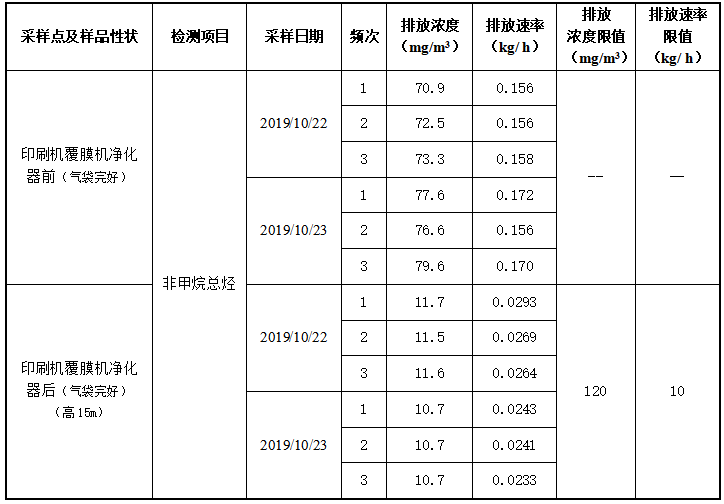 采样点及样品性状 检测项目 采样日期 频次 排放浓度 排放速率 排放 排放速率
（mg/m³） （kg/ h） 浓度限值 限值
（mg/m³） （kg/ h）
印刷机覆膜机净化
器前（气袋完好）
非甲烷总烃
2019/10/22
1 70.9 0.156
2 72.5 0.156
3 73.3 0.158
2019/10/23
1 77.6 0.172
2 76.6 0.156
3 79.6 0.170
-- —
印刷机覆膜机净化
器后（气袋完好）
（高 15m）
2019/10/22
1 11.7 0.0293
2 11.5 0.0269
3 11.6 0.0264
2019/10/23
1 10.7 0.0243
2 10.7 0.0241
3 10.7 0.0233
120 10